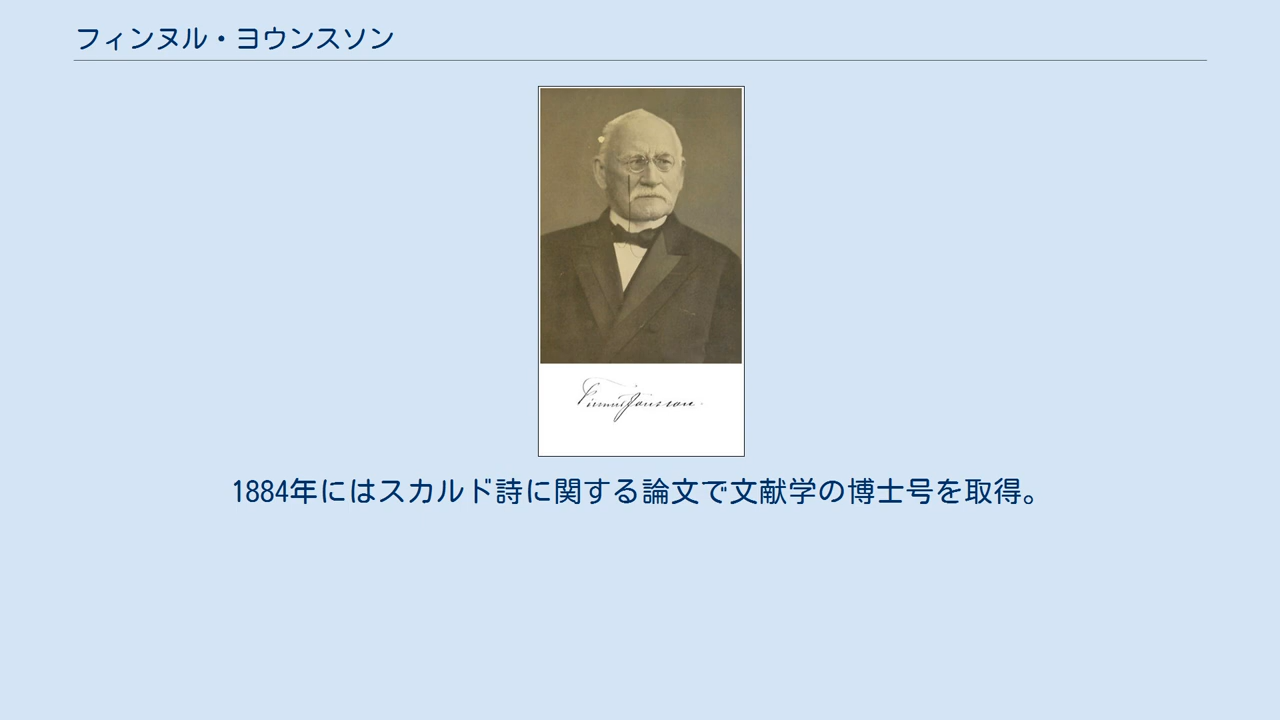 フィンヌル・ヨウンスソン
Finnur Jónsson.
1884年にはスカルド詩に関する論文で文献学の博士号を取得。